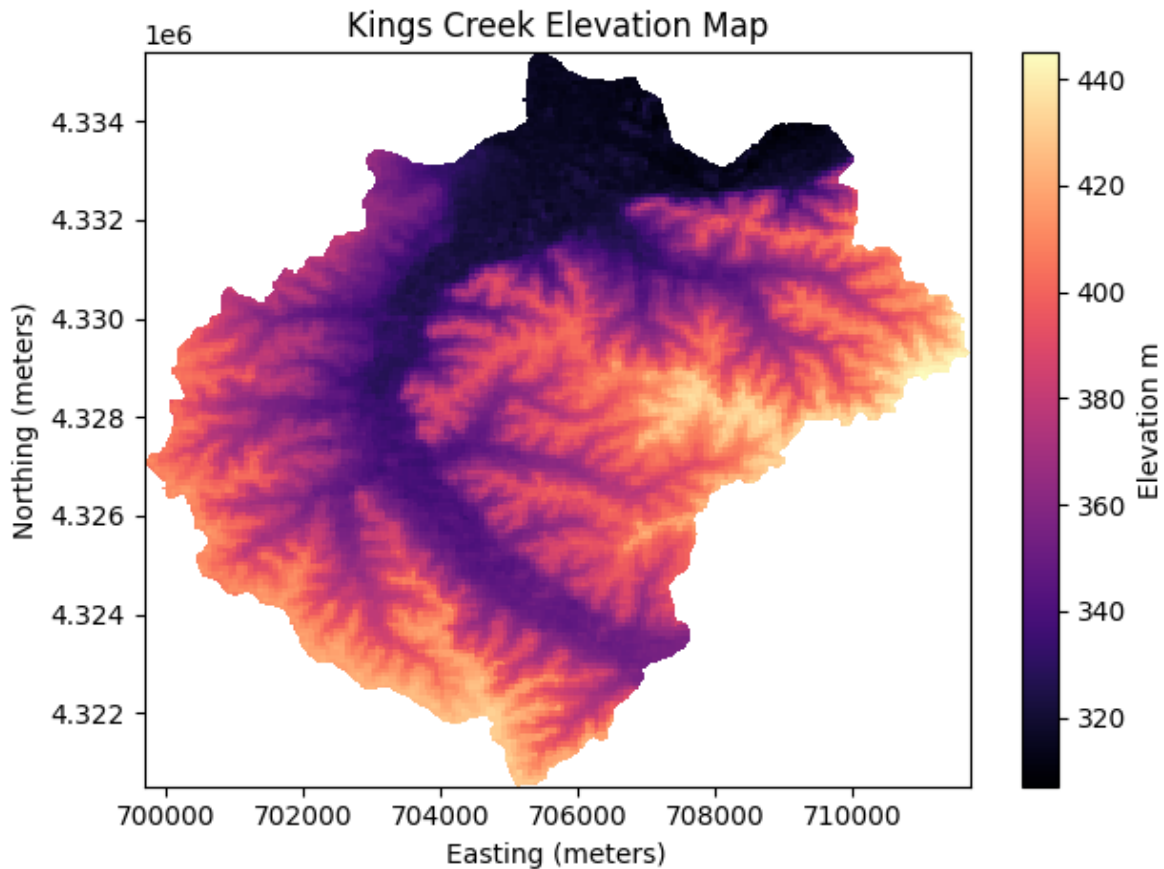 Kings Creek Elevation Map
1e6
4.334
4.332
4.330
4.328
4.326
4.324
4.322
Northing (meters)
700000 702000 704000 706000 708000 710000
Easting (meters)
440
420
400
380
360
340
320
Elevation m